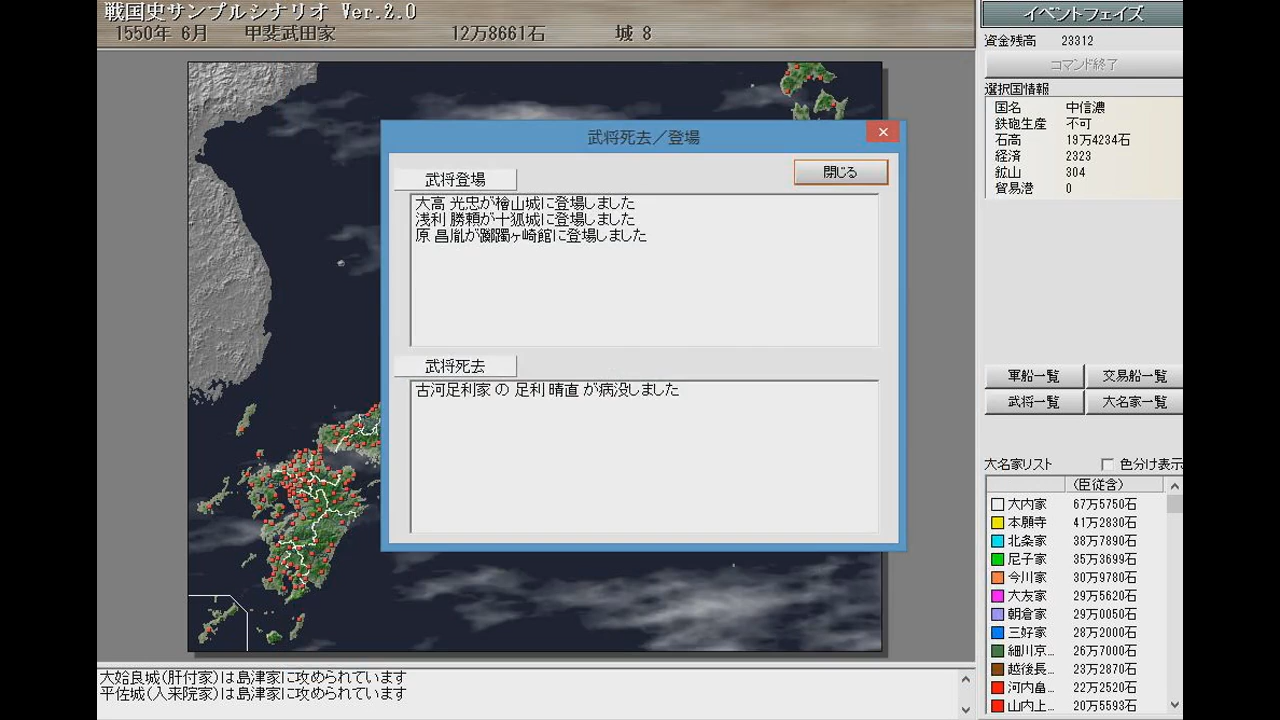 戦国史サンプルシナリオ Ver.2.0
1550年 6月 甲斐武田家 12万8661石 城 8
イベントフェイズ
資金残高 23312
コマンド終了
選択国情報
国名 中信濃
鉄砲生産 不可
石高 19万4234石
経済 2323
鉱山 304
貿易港 0
武将死去／登場
閉じる
武将登場
大高 光忠が檜山城に登場しました
浅利 勝頼が十狐城に登場しました
原 昌胤が躑躅ヶ崎館に登場しました
武将死去
古河足利家 の 足利 晴直 が病没しました
軍船一覧 交易船一覧
武将一覧 大名家一覧
大名家リスト 色分け表示
(臣従含)
大内家 67万5750石
本願寺 41万2830石
北条家 38万7890石
尼子家 35万3699石
今川家 30万9780石
大友家 29万5620石
朝倉家 29万0050石
三好家 28万2000石
細川京... 26万7000石
越後長... 23万2870石
河内畠... 22万2520石
山内上... 20万5593石
大姶良城(肝付家)は島津家に攻められています
平佐城(入来院家)は島津家に攻められています